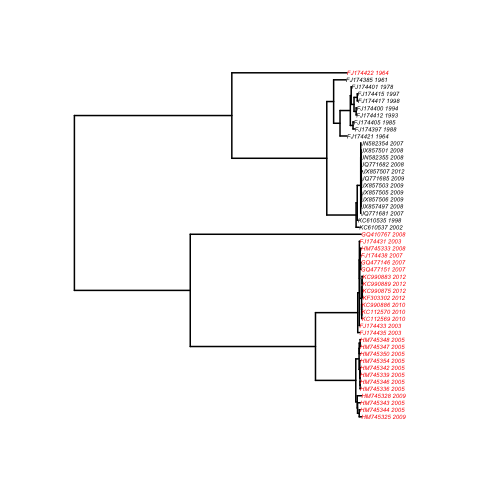 FJ174422 1964
FJ174385 1961
FJ174401 1978
FJ174415 1997
FJ174417 1998
FJ174400 1994
FJ174412 1993
FJ174405 1985
FJ174397 1988
FJ174421 1964
JN582354 2007
JX857501 2008
JN582355 2008
JQ771682 2008
JX857507 2012
JQ771685 2009
JX857503 2009
JX857505 2009
JX857506 2009
JX857497 2008
JQ771681 2007
KC610535 1998
KC610537 2002
GQ410767 2008
FJ174431 2003
HM745333 2008
FJ174438 2007
GQ477146 2007
GQ477151 2007
KC990883 2012
KC990889 2012
KC990875 2012
KF303302 2012
KC990886 2010
KC112570 2010
KC112569 2010
FJ174433 2003
FJ174435 2003
HM745348 2005
HM745347 2005
HM745350 2005
HM745354 2005
HM745342 2005
HM745339 2005
HM745346 2005
HM745336 2005
HM745328 2009
HM745343 2005
HM745344 2005
HM745325 2009